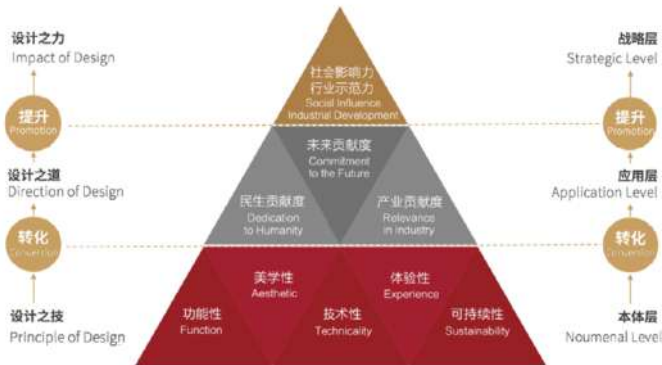 设计之力
Impact of Design
提升
Promotion
设计之道
Direction of Design
转化
Conversion
设计之技
Principle of Design
社会影响力
行业示范力
Social Influence
Industrial Development
未来贡献度
Commitment
to the Future
民生贡献度
Dedication
to Humanity
产业贡献度
Relevance
in Industry
美学性
Aesthetic
体验性
Experience
功能性
Function
技术性
Technicality
可持续性
Sustainability
战略层
Strategic Level
提升
Promotion
应用层
Application Level
转化
Conversion
本体层
Noumenal Level